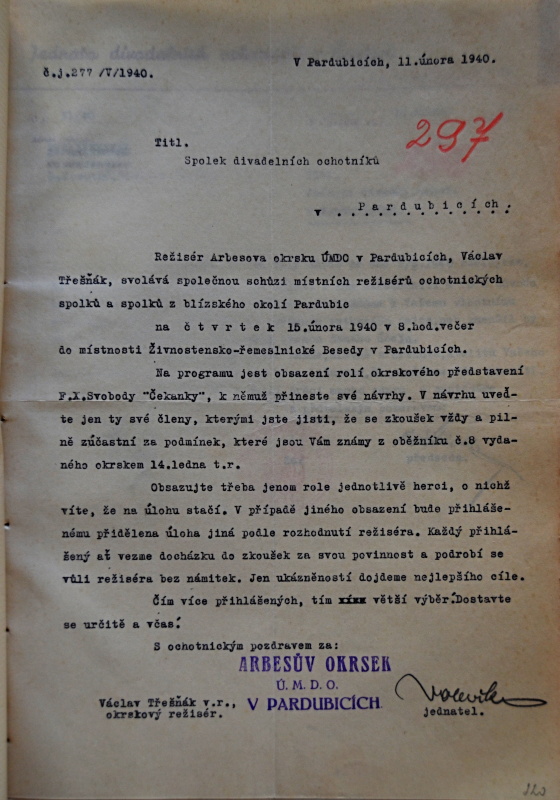 V Pardubicích, 11.února 1940.
č.j.277 /V/1940.
297
Titl.
Spolek divadelních ochotníků
v Pardubicích.
Režisér Arbesova okrsku ÚMDO v Pardubicích, Václav
Třešňák, svolává společnou schůzi místních režisérů ochotnických
spolků a spolků z blízského okolí Pardubic
na čtvrtek 15.února 1940 v 8.hod.večer
do místnosti Živnostensko-řemeslnické Besedy v Pardubicích.
Na programu jest obsazení rolí okrskového představení
F.X.Svobody "Čekanky", k němuž přineste své návrhy. V návrhu uveď-
te jen ty své členy, kterými jste jisti, že se zkoušek vždy a pil-
ně zúčastní za podmínek, které jsou Vám známy z oběžníku č.8 vyda-
ného okrskem 14.ledna t.r.
Obsazujte třeba jenom role jednotlivé herci, o nichž
víte, že na úlohu stačí. V případě jiného obsazení bude přihláše-
nému přidělena úloha jiná podle rozhodnutí režiséra. Každý přihlá-
šený ať vezme docházku do zkoušek za svou povinnost a podrobí se
vůli režiséra bez námitek. Jen ukázněností dojdeme nejlepšího cíle.
Čím více přihlášených, tím xixx větší výběr.Dostavte
se určitě a včas!
S ochotnickým pozdravem za:
ARBESŮV OKRSEK
Ú. M. D. O.
V PARDUBICÍCH
Václav Třešňák v.r.,
okrskový režisér.
jednatel.